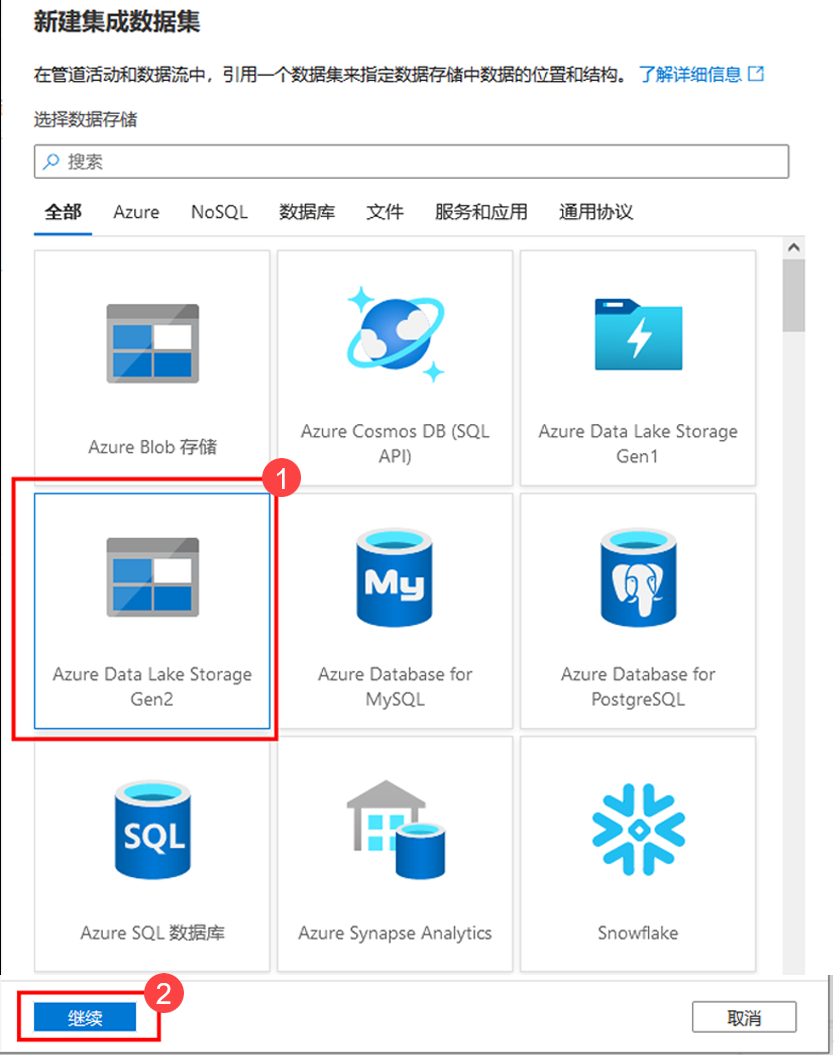 新建集成数据集
在管道活动和数据流中，引用一个数据集来指定数据存储中数据的位置和结构。 了解详细信息
选择数据存储
搜索
全部 Azure NoSQL 数据库 文件 服务和应用 通用协议
Azure Blob 存储
Azure Cosmos DB (SQL
API)
Azure Data Lake Storage
Gen1
1
Azure Data Lake Storage
Gen2
My
Azure Database for
MySQL
Azure Database for
PostgreSQL
SQL
Azure SQL 数据库
Azure Synapse Analytics
Snowflake
2
继续
取消